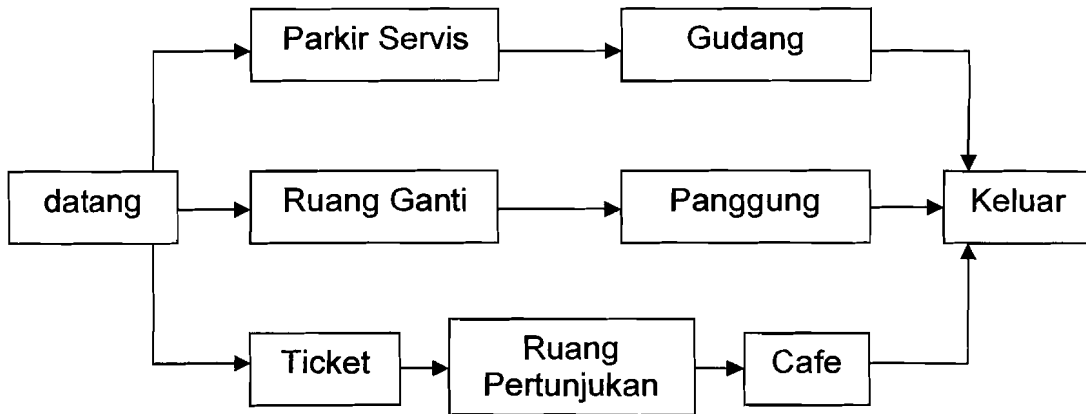 Parkir Servis
Gudang
datang
Ruang Ganti
Panggung
Keluar
Ticket
Ruang
Pertunjukan
Cafe